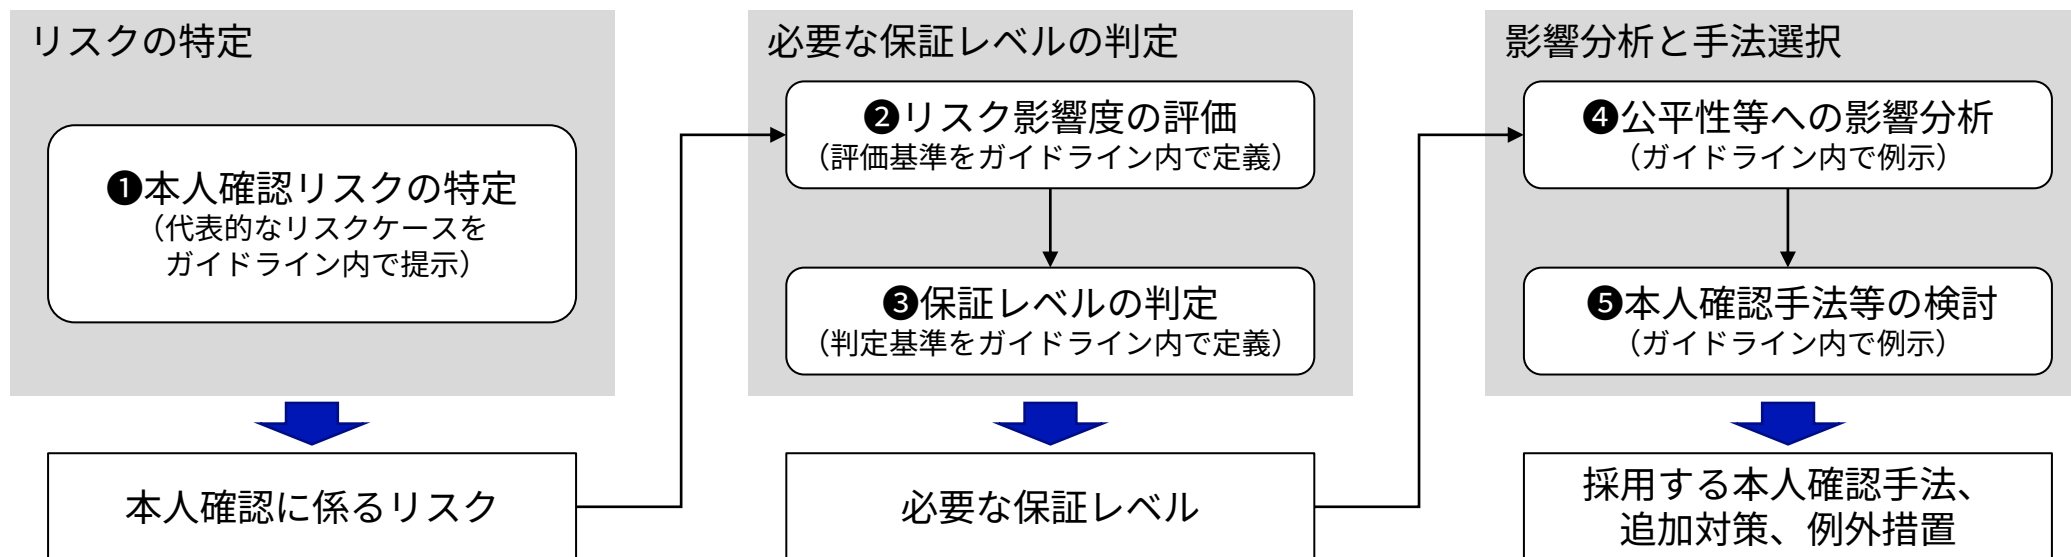 リスクの特定
❶本人確認リスクの特定
（代表的なリスクケースを
ガイドライン内で提示）
本人確認に係るリスク
必要な保証レベルの判定
❷リスク影響度の評価
（評価基準をガイドライン内で定義）
❸保証レベルの判定
（判定基準をガイドライン内で定義）
必要な保証レベル
影響分析と手法選択
❹公平性等への影響分析
（ガイドライン内で例示）
❺本人確認手法等の検討
（ガイドライン内で例示）
採用する本人確認手法、
追加対策、例外措置